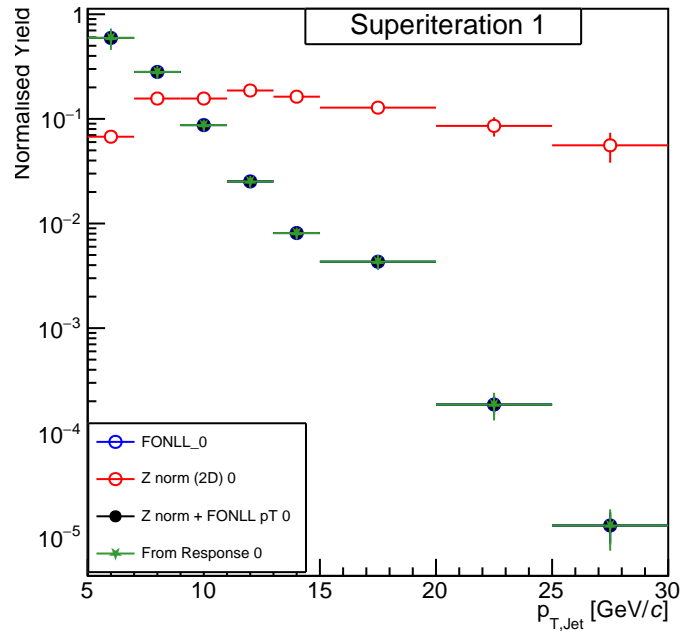 Superiteration 1
Normalised Yield
1
10^-1
10^-2
10^-3
10^-4
10^-5
FONLL_0
Z norm (2D) 0
Z norm + FONLL pT 0
From Response 0
5 10 15 20 25 30
p_T,Jet [GeV/c]